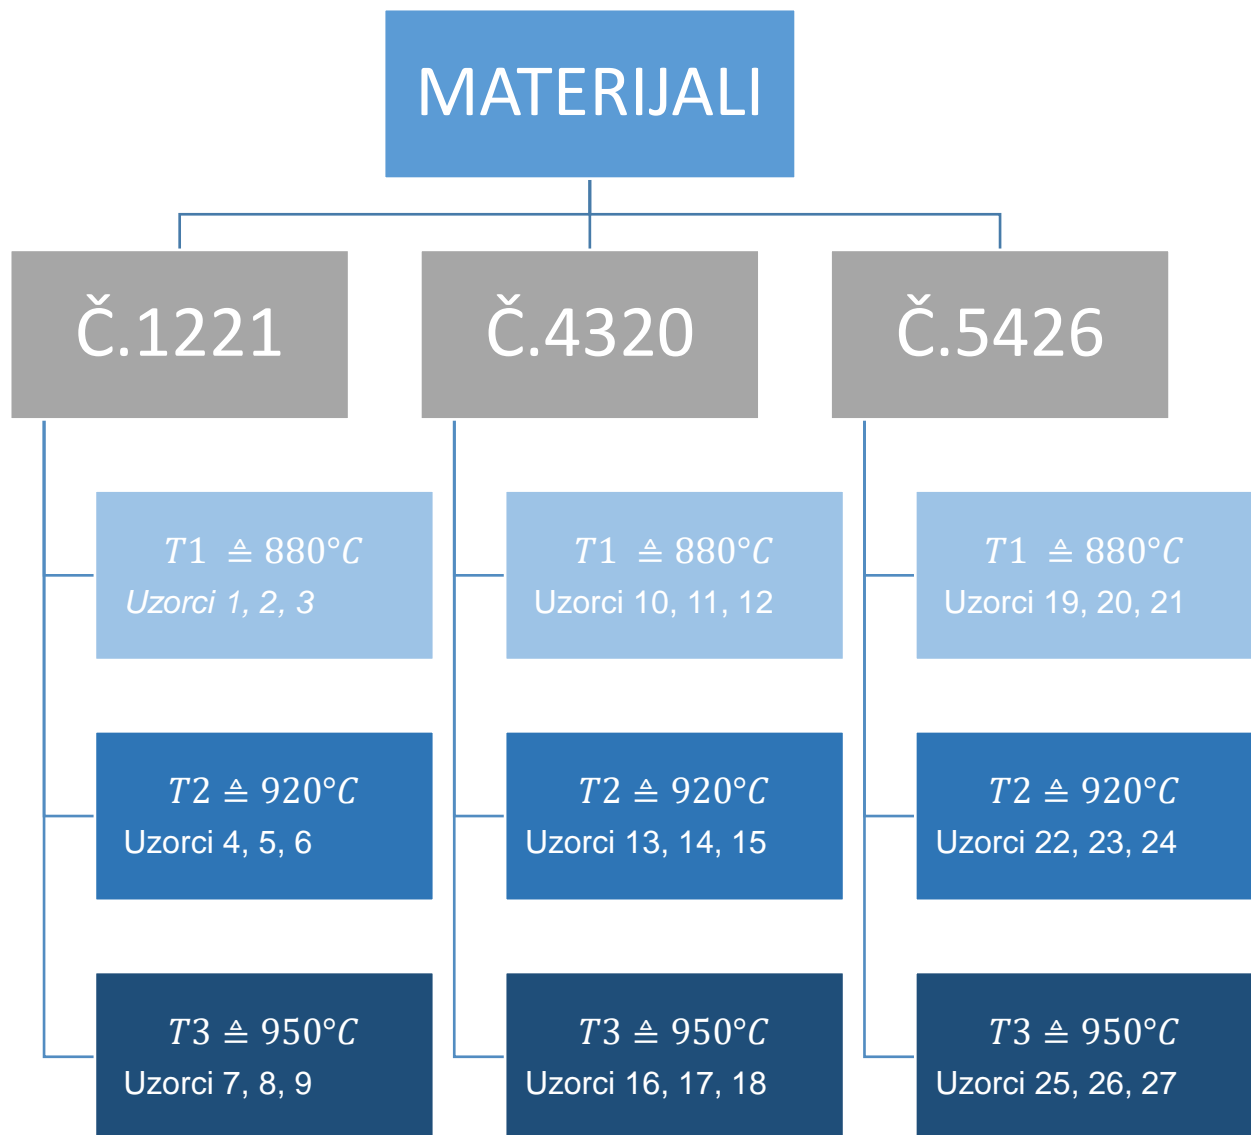 MATERIJALI
Č.1221
T1 ≙ 880°C
Uzorci 1, 2, 3
T2 ≙ 920°C
Uzorci 4, 5, 6
T3 ≙ 950°C
Uzorci 7, 8, 9
Č.4320
T1 ≙ 880°C
Uzorci 10, 11, 12
T2 ≙ 920°C
Uzorci 13, 14, 15
T3 ≙ 950°C
Uzorci 16, 17, 18
Č.5426
T1 ≙ 880°C
Uzorci 19, 20, 21
T2 ≙ 920°C
Uzorci 22, 23, 24
T3 ≙ 950°C
Uzorci 25, 26, 27